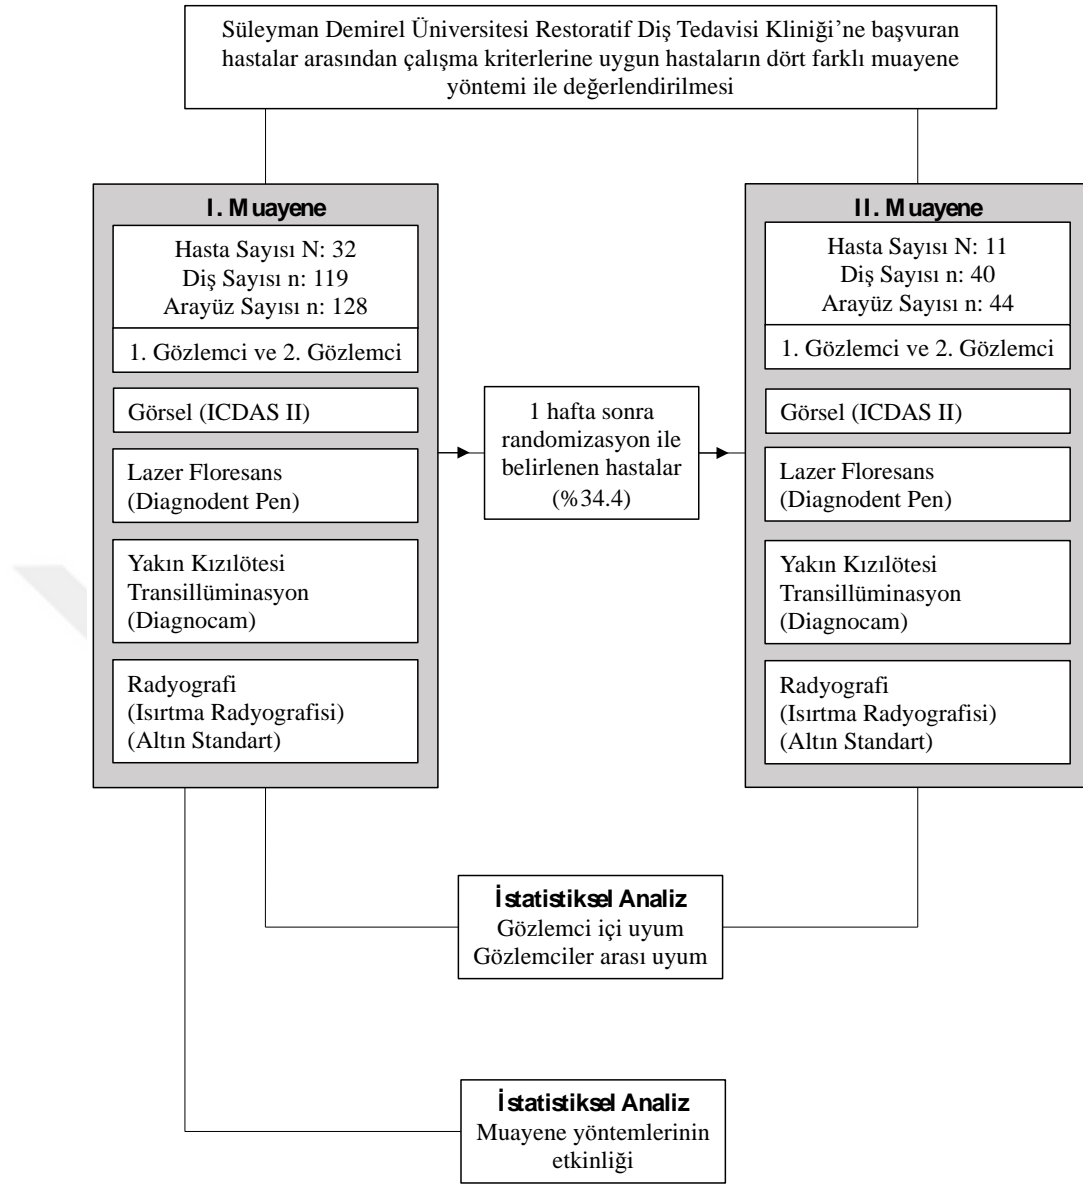 Süleyman Demirel Üniversitesi Restoratif Diş Tedavisi Kliniği’ne başvuran
hastalar arasından çalışma kriterlerine uygun hastaların dört farklı muayene
yöntemi ile değerlendirilmesi
I. Muayene
Hasta Sayısı N: 32
Diş Sayısı n: 119
Arayüz Sayısı n: 128
1. Gözlemci ve 2. Gözlemci
Görsel (ICDAS II)
Lazer Floresans
(Diagnodent Pen)
Yakın Kızılötesi
Transillüminasyon
(Diagnocam)
Radyografi
(Isırtma Radyografisi)
(Altın Standart)
1 hafta sonra
randomizasyon ile
belirlenen hastalar
(%34.4)
II. Muayene
Hasta Sayısı N: 11
Diş Sayısı n: 40
Arayüz Sayısı n: 44
1. Gözlemci ve 2. Gözlemci
Görsel (ICDAS II)
Lazer Floresans
(Diagnodent Pen)
Yakın Kızılötesi
Transillüminasyon
(Diagnocam)
Radyografi
(Isırtma Radyografisi)
(Altın Standart)
İstatistiksel Analiz
Gözlemci içi uyum
Gözlemciler arası uyum
İstatistiksel Analiz
Muayene yöntemlerinin
etkinliği